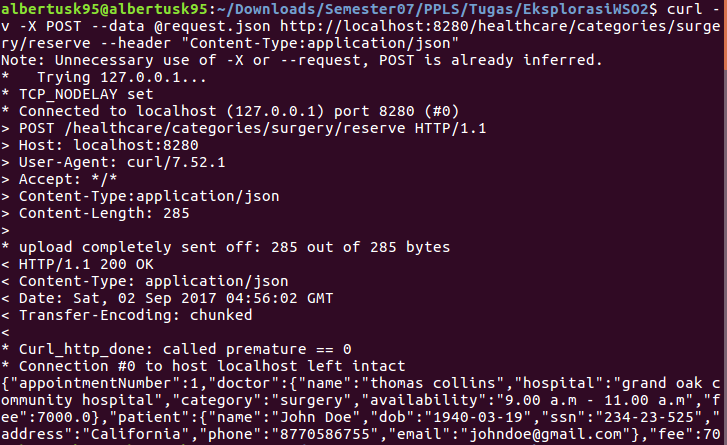 albertusk95@albertusk95:~/Downloads/Semester07/PPLS/Tugas/EksplorasiWSO2$ curl -
v -X POST --data @request.json http://localhost:8280/healthcare/categories/surge
ry/reserve --header "Content-Type:application/json"
Note: Unnecessary use of -X or --request, POST is already inferred.
*   Trying 127.0.0.1...
* TCP_NODELAY set
* Connected to localhost (127.0.0.1) port 8280 (#0)
> POST /healthcare/categories/surgery/reserve HTTP/1.1
> Host: localhost:8280
> User-Agent: curl/7.52.1
> Accept: */*
> Content-Type:application/json
> Content-Length: 285
>
* upload completely sent off: 285 out of 285 bytes
< HTTP/1.1 200 OK
< Content-Type: application/json
< Date: Sat, 02 Sep 2017 04:56:02 GMT
< Transfer-Encoding: chunked
<
* Curl_http_done: called premature == 0
* Connection #0 to host localhost left intact
{"appointmentNumber":1,"doctor":{"name":"thomas collins","hospital":"grand oak c
ommunity hospital","category":"surgery","availability":"9.00 a.m - 11.00 a.m","f
ee":7000.0},"patient":{"name":"John Doe","dob":"1940-03-19","ssn":"234-23-525","
address":"California","phone":"8770586755","email":"johndoe@gmail.com"},"fee":70